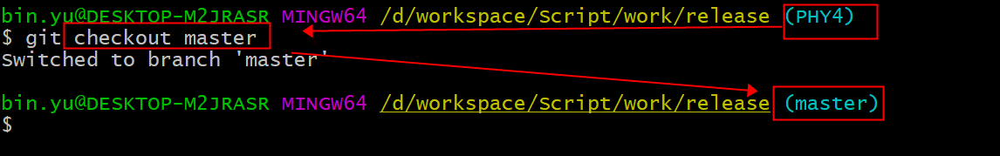 bin.yu@DESKTOP-M2JRASR MINGW64 /d/workspace/Script/work/release (PHY4)
$ git checkout master
Switched to branch 'master'
bin.yu@DESKTOP-M2JRASR MINGW64 /d/workspace/Script/work/release (master)
$